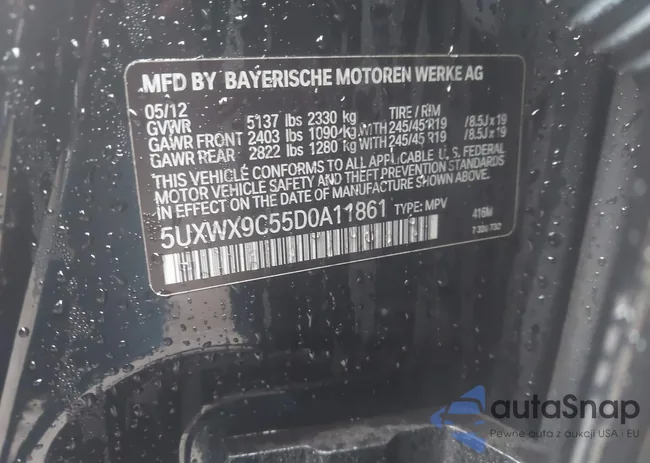 MFD BY BAYERISCHE MOTOREN WERKE AG
05/12 TIRE / RIM
GVWR 5137 lbs 2330 kg
GAWR FRONT 2403 lbs 1090 kg WITH 245/45 R19 /8.5J x 19
GAWR REAR 2822 lbs 1280 kg WITH 245/45 R19 /8.5J x 19
THIS VEHICLE CONFORMS TO ALL APPLICABLE U.S. FEDERAL
MOTOR VEHICLE SAFETY AND THEFT PREVENTION STANDARDS
IN EFFECT ON THE DATE OF MANUFACTURE SHOWN ABOVE.
5UXWX9C55D0A11861 TYPE: MPV 416M
autaSnap
Pewne auta z aukcji USA i EU